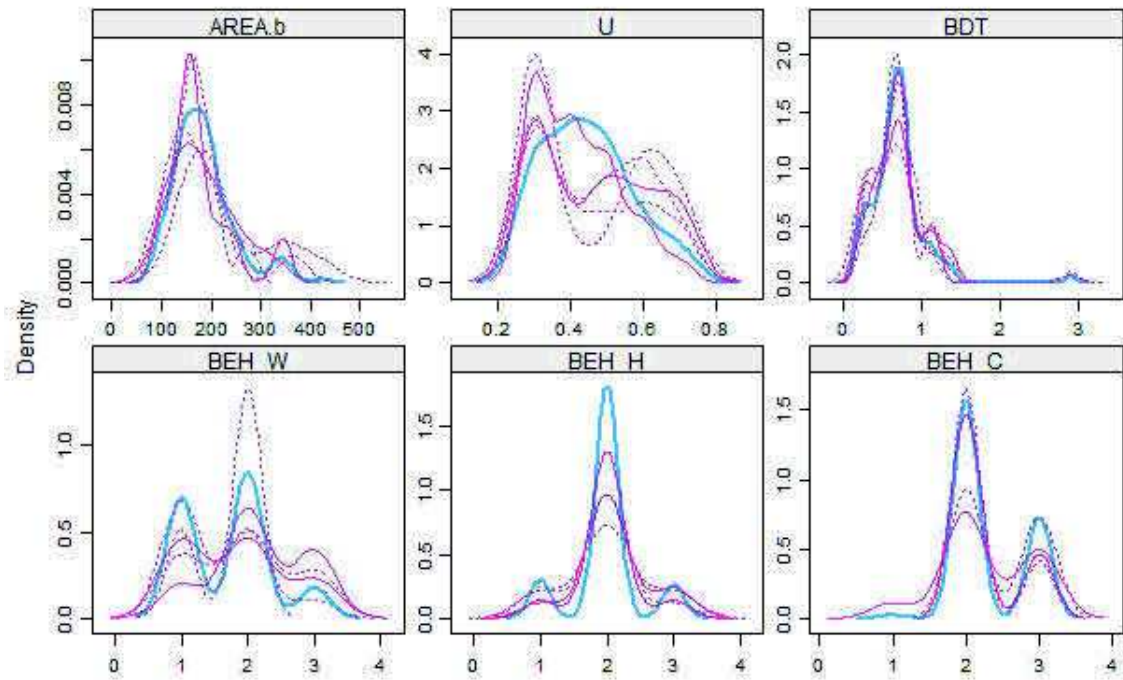 AREA.b
U
BDT
0.000 0.004 0.008
0 1 2 3 4
0.0 0.5 1.0 1.5 2.0
0 100 200 300 400 500
0.2 0.4 0.6 0.8
0 1 2 3
Density
BEH_W
BEH_H
BEH_C
0.0 0.5 1.0
0.0 0.5 1.0 1.5
0.0 0.5 1.0 1.5
0 1 2 3 4
0 1 2 3 4
0 1 2 3 4